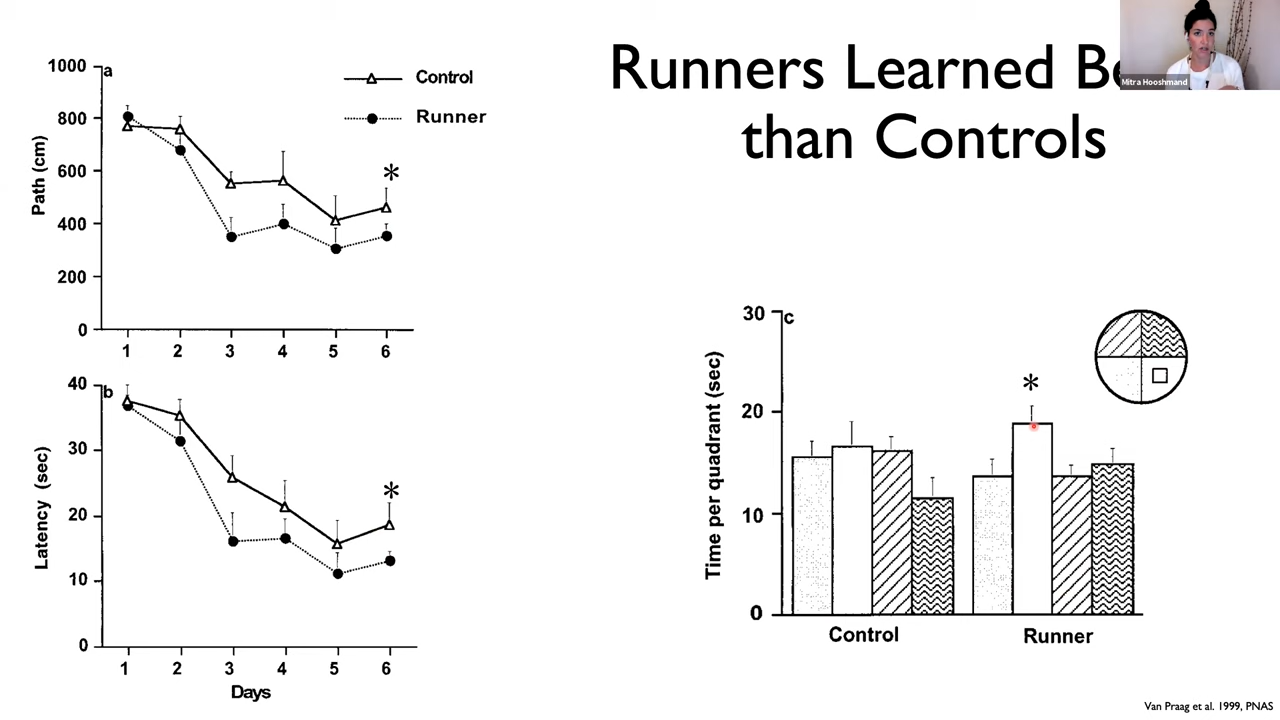 Runners Learned Be
than Controls
Mitra Hooshmand
a
Control
Runner
*
1000
800
600
400
200
0
Path (cm)
1 2 3 4 5 6
b
*
40
30
20
10
0
Latency (sec)
1 2 3 4 5 6
Days
c
*
30
20
10
0
Time per quadrant (sec)
Control Runner
Van Praag et al. 1999, PNAS